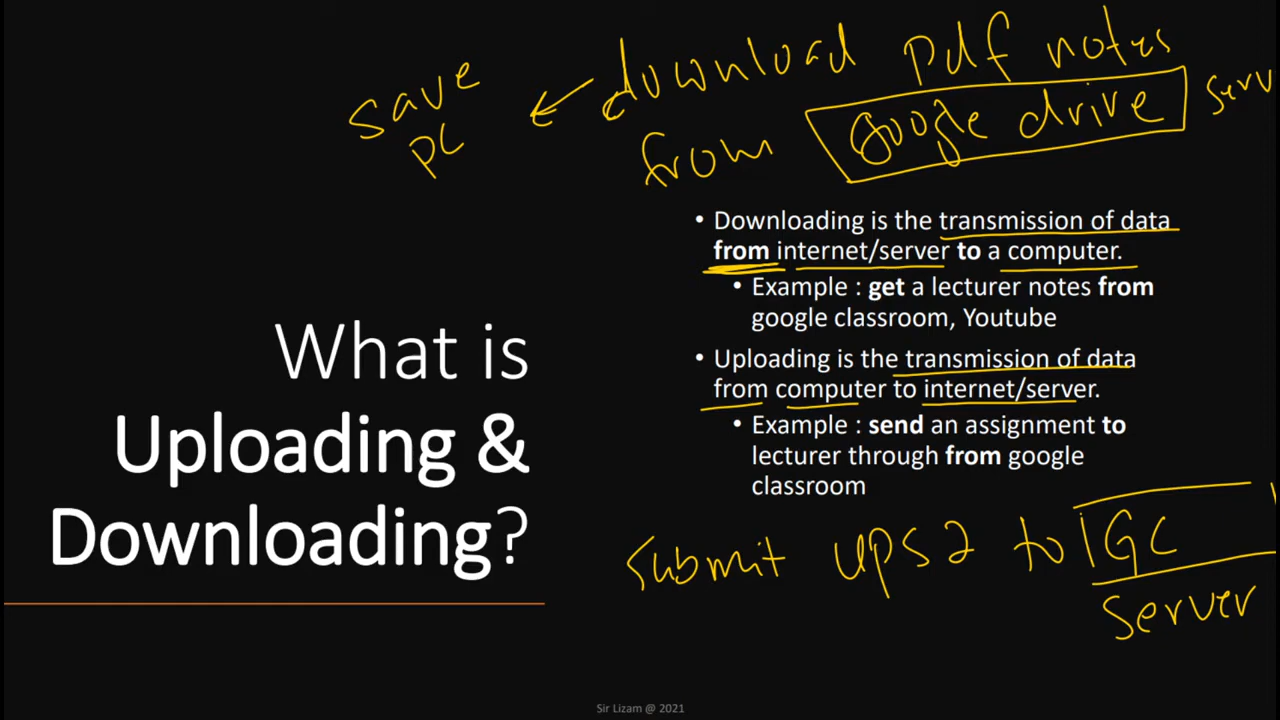 download pdf notes
save
pc
from google drive
• Downloading is the transmission of data
from internet/server to a computer.
• Example : get a lecturer notes from
google classroom, Youtube
• Uploading is the transmission of data
from computer to internet/server.
• Example : send an assignment to
lecturer through from google
classroom
What is
Uploading &
Downloading?
submit UPS2 to GC
server
Sir Lizam @ 2021